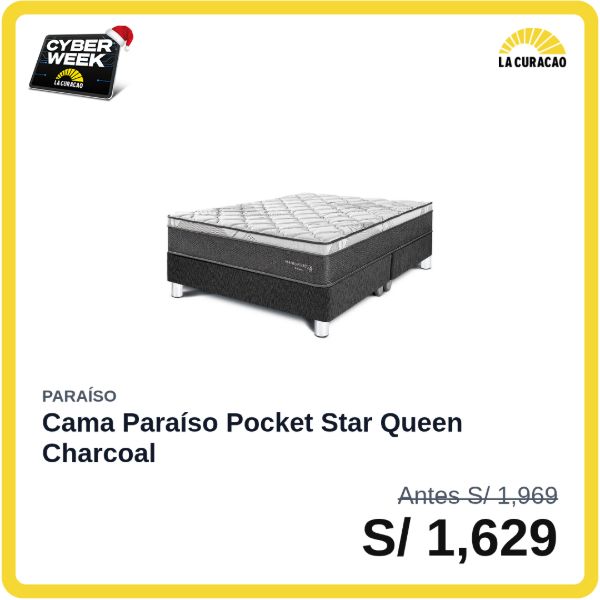 CYBER
WEEK
LA CURACAO
LA CURACAO
PARAÍSO
Cama Paraíso Pocket Star Queen
Charcoal
Antes S/ 1,969
S/ 1,629